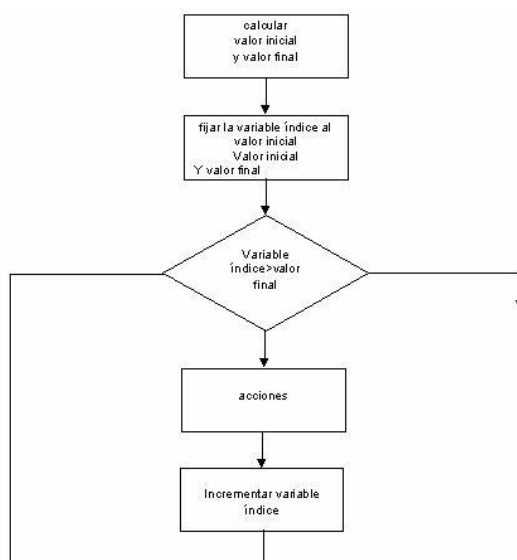 calcular
valor inicial
y valor final
fijar la variable índice al
valor inicial
Valor inicial
Y valor final
Variable
índice>valor
final
acciones
Incrementar variable
índice